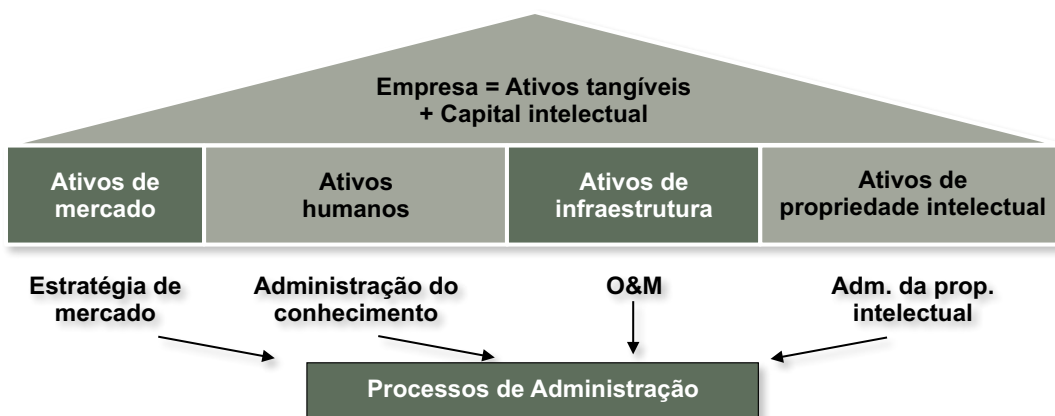 Empresa = Ativos tangíveis
+ Capital intelectual
Ativos de
mercado
Ativos
humanos
Ativos de
infraestrutura
Ativos de
propriedade intelectual
Estratégia de
mercado
Administração do
conhecimento
O&M
Adm. da prop.
intelectual
Processos de Administração